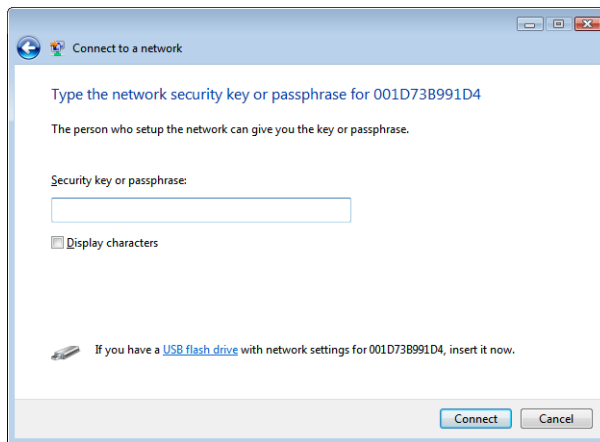 Connect to a network
Type the network security key or passphrase for 001D73B991D4
The person who setup the network can give you the key or passphrase.
Security key or passphrase:
Display characters
If you have a USB flash drive with network settings for 001D73B991D4, insert it now.
Connect Cancel